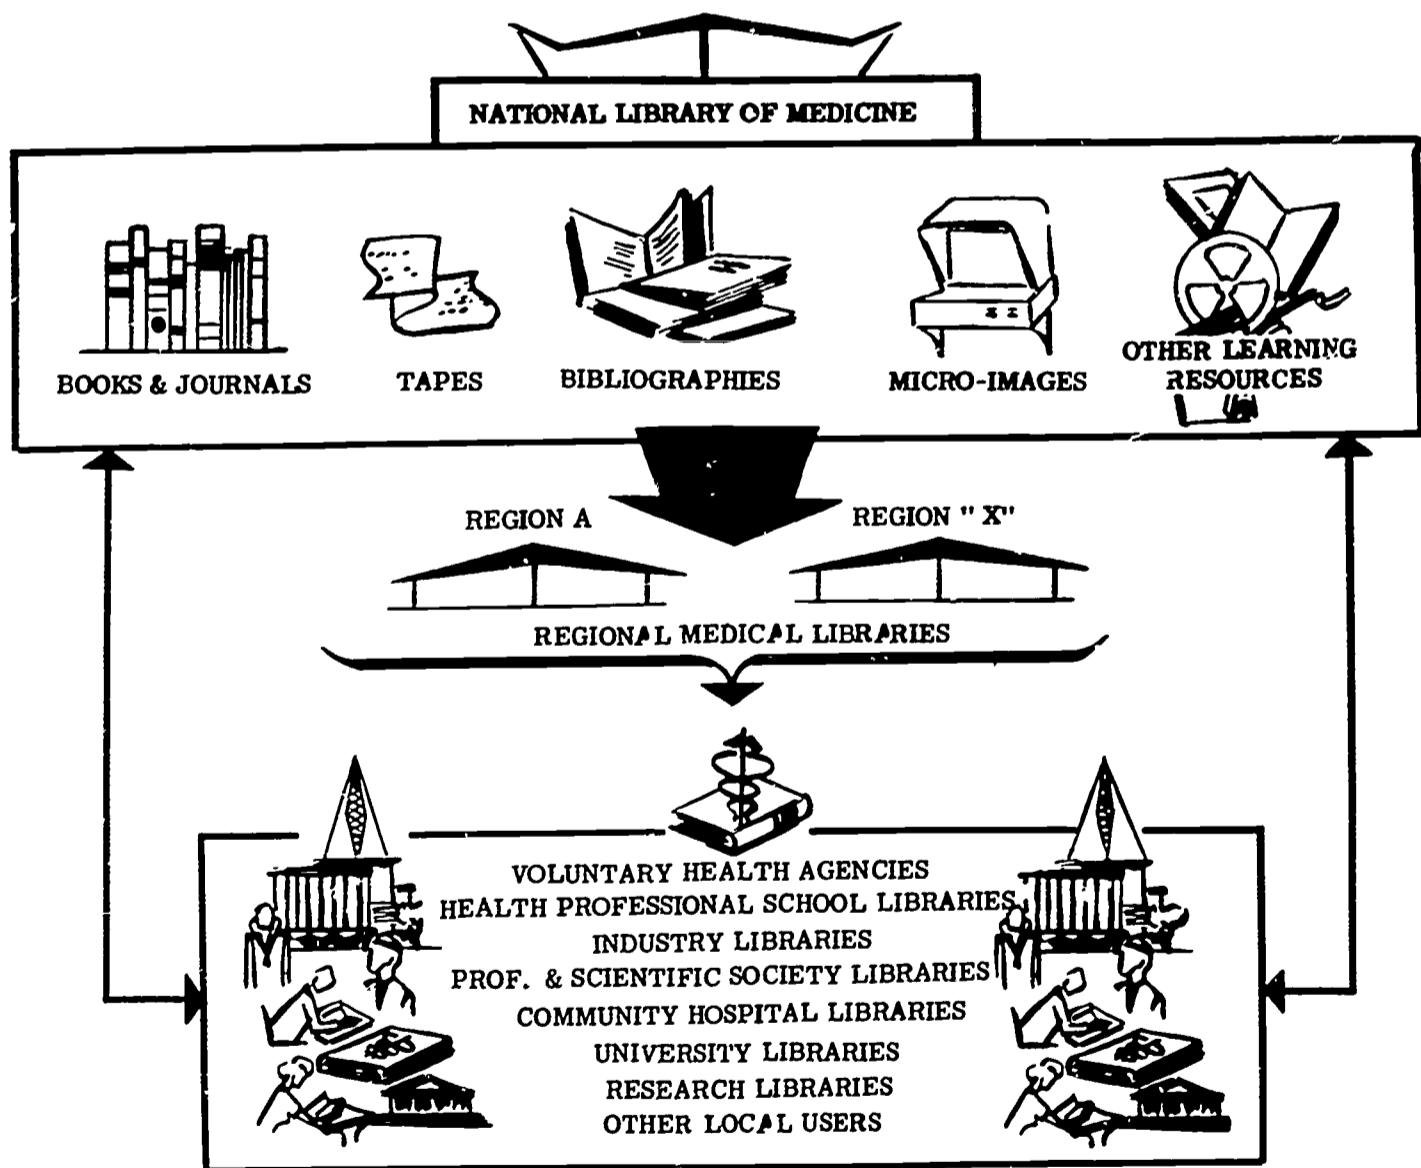 NATIONAL LIBRARY OF MEDICINE
BOOKS & JOURNALS
TAPES
BIBLIOGRAPHIES
MICRO-IMAGES
OTHER LEARNING
RESOURCES
REGION A
REGION "X"
REGIONAL MEDICAL LIBRARIES
VOLUNTARY HEALTH AGENCIES
HEALTH PROFESSIONAL SCHOOL LIBRARIES
INDUSTRY LIBRARIES
PROF. & SCIENTIFIC SOCIETY LIBRARIES
COMMUNITY HOSPITAL LIBRARIES
UNIVERSITY LIBRARIES
RESEARCH LIBRARIES
OTHER LOCAL USERS